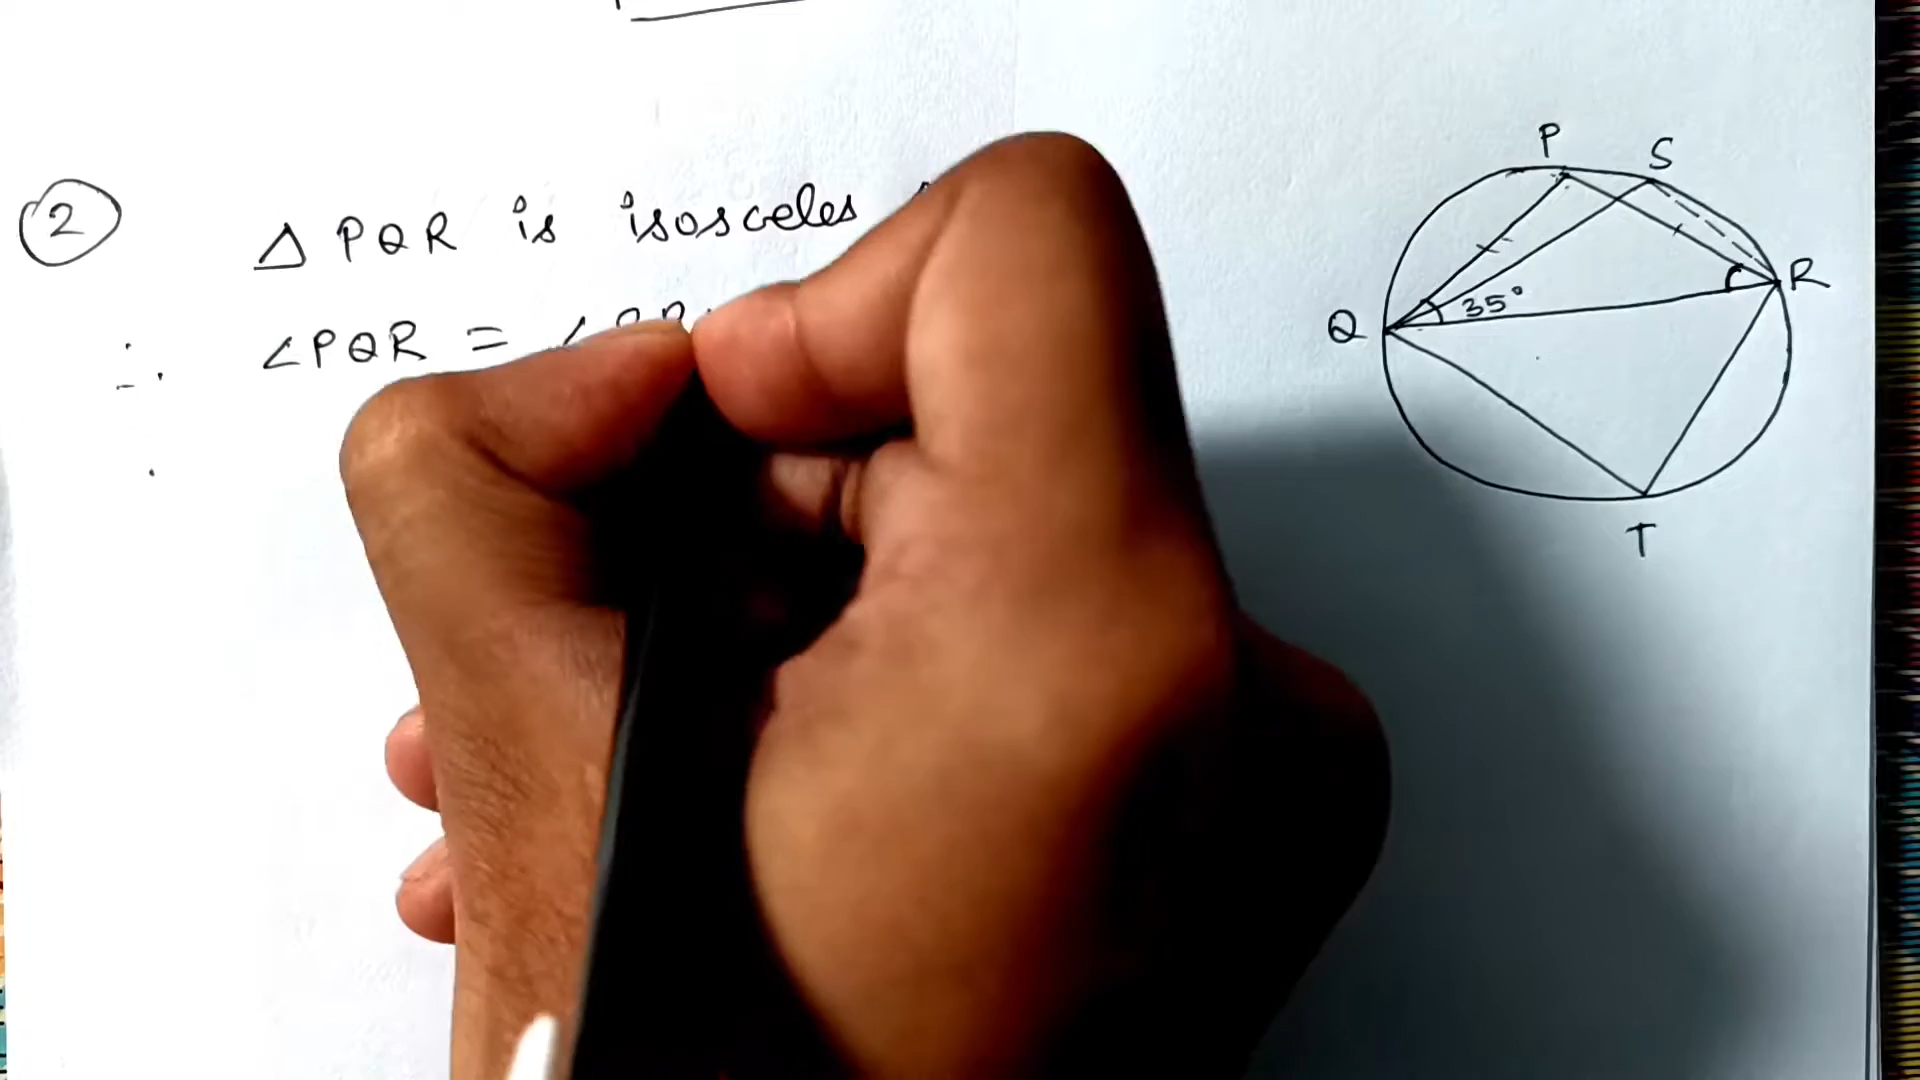 2
△ PQR is isosceles
∴ ∠PQR = ∠
P
S
R
35°
Q
T